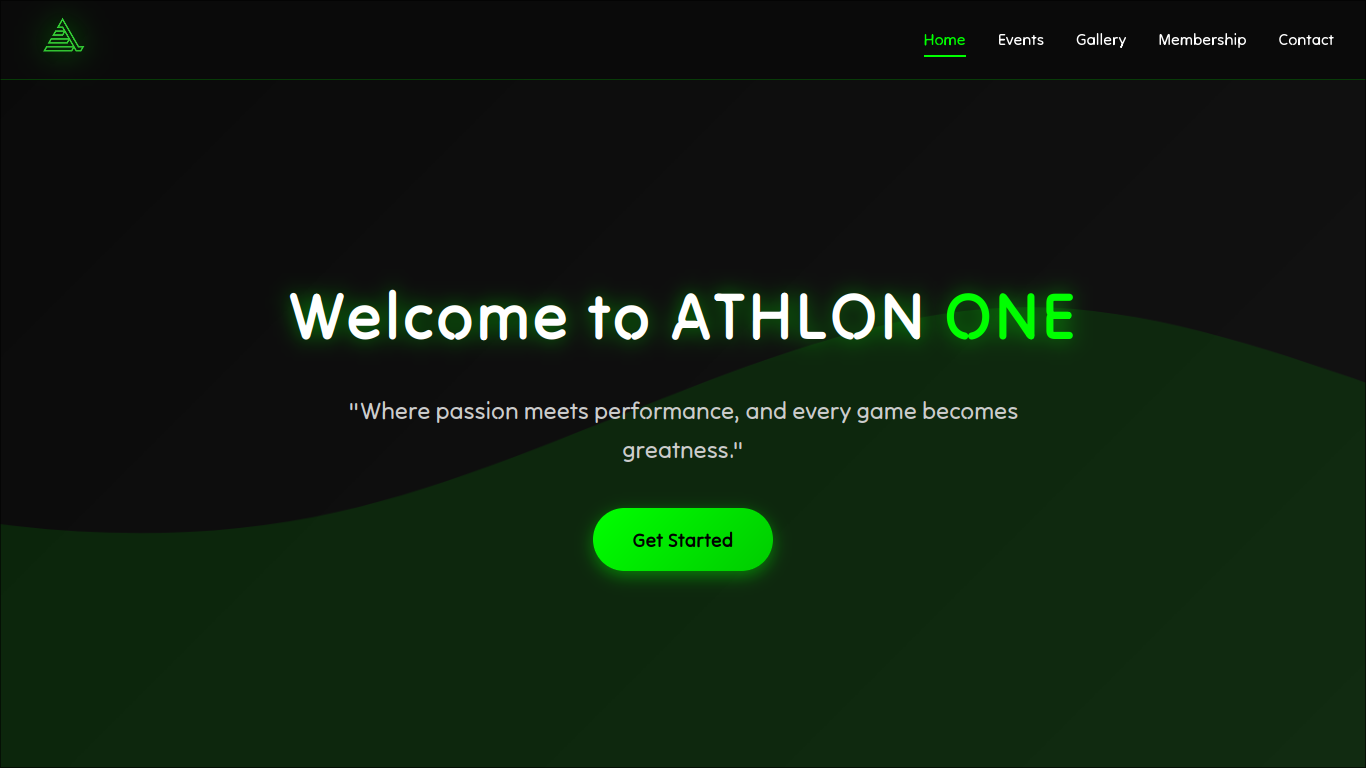 Home Events Gallery Membership Contact
Welcome to ATHLON ONE
"Where passion meets performance, and every game becomes
greatness."
Get Started